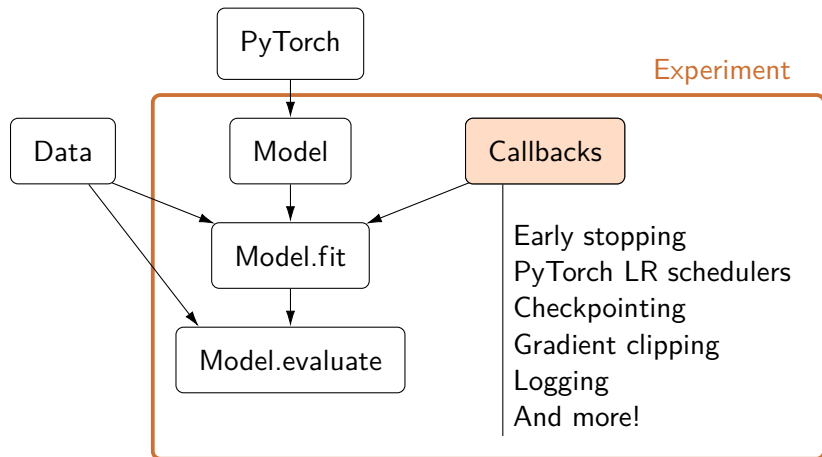 PyTorch
Experiment
Data
Model
Callbacks
Model.fit
Model.evaluate
Early stopping
PyTorch LR schedulers
Checkpointing
Gradient clipping
Logging
And more!